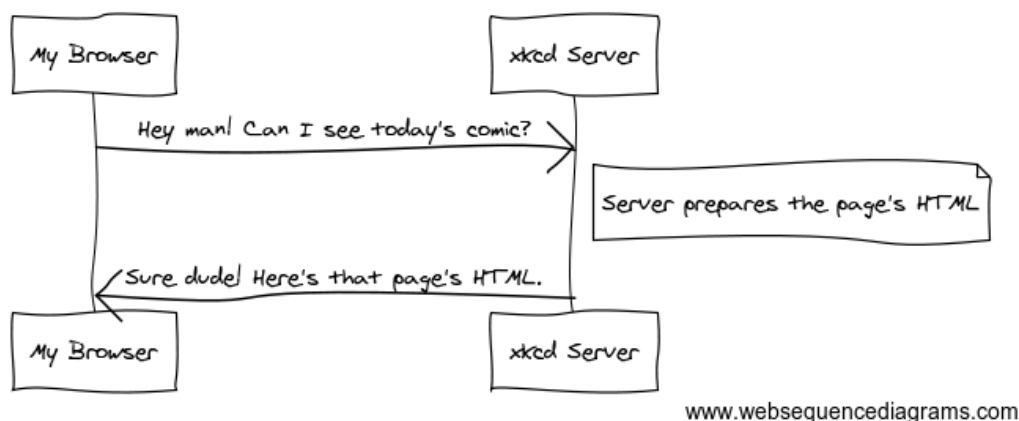 My Browser
xkcd Server
Hey man! Can I see today's comic?
Server prepares the page's HTML
Sure dude! Here's that page's HTML.
My Browser
xkcd Server
www.websequencediagrams.com